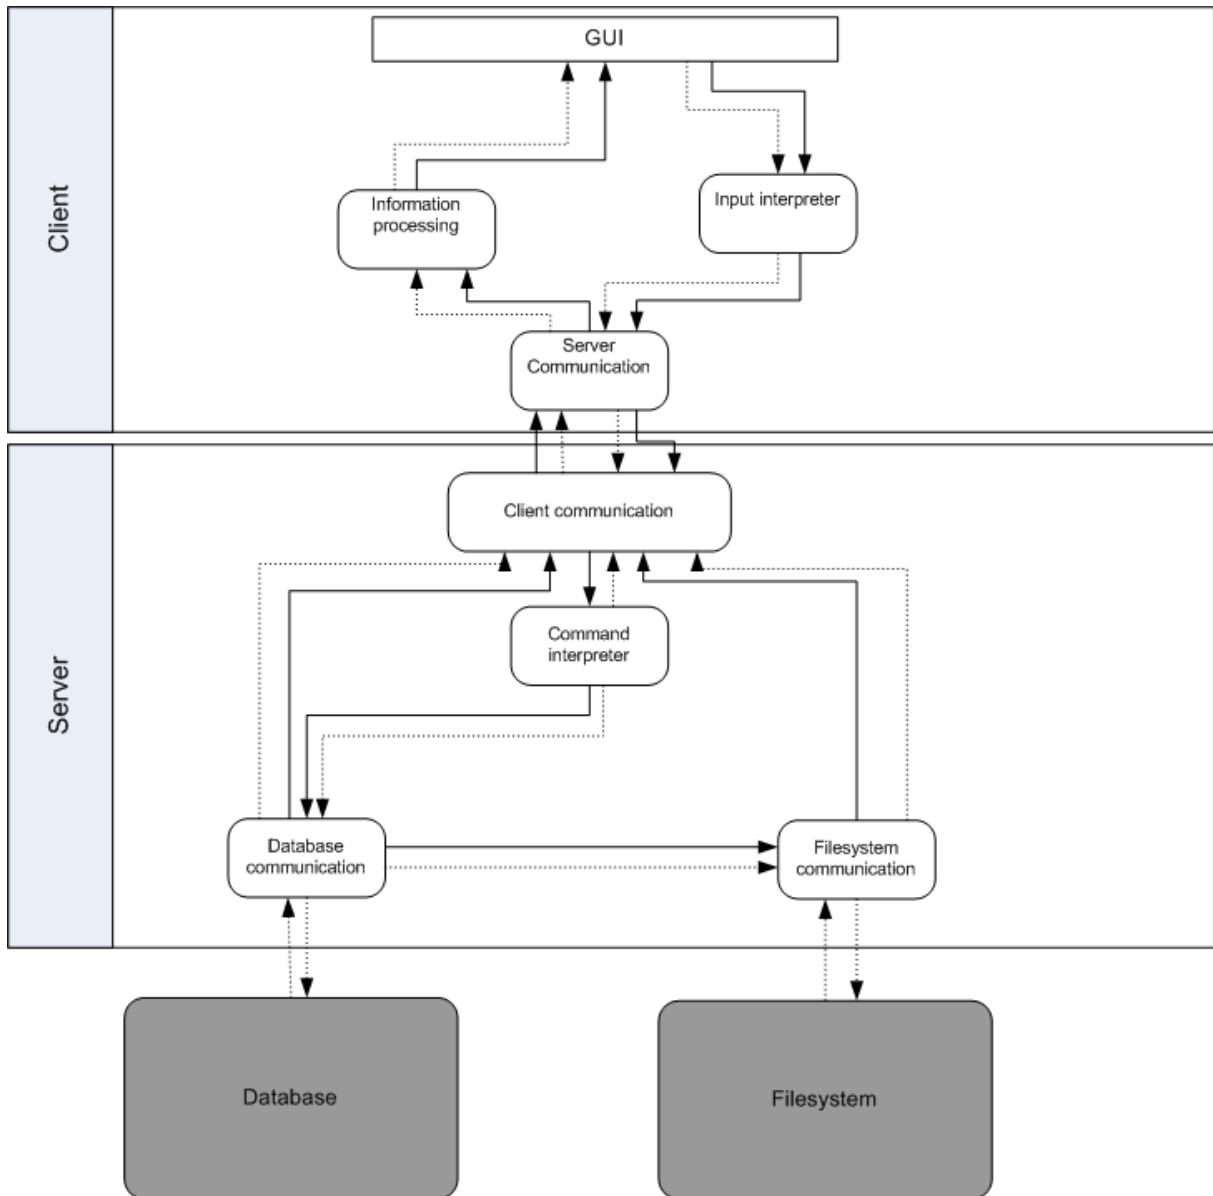 GUI
Client
Information
processing
Input interpreter
Server
Communication
Server
Client communication
Command
interpreter
Database
communication
Filesystem
communication
Database
Filesystem